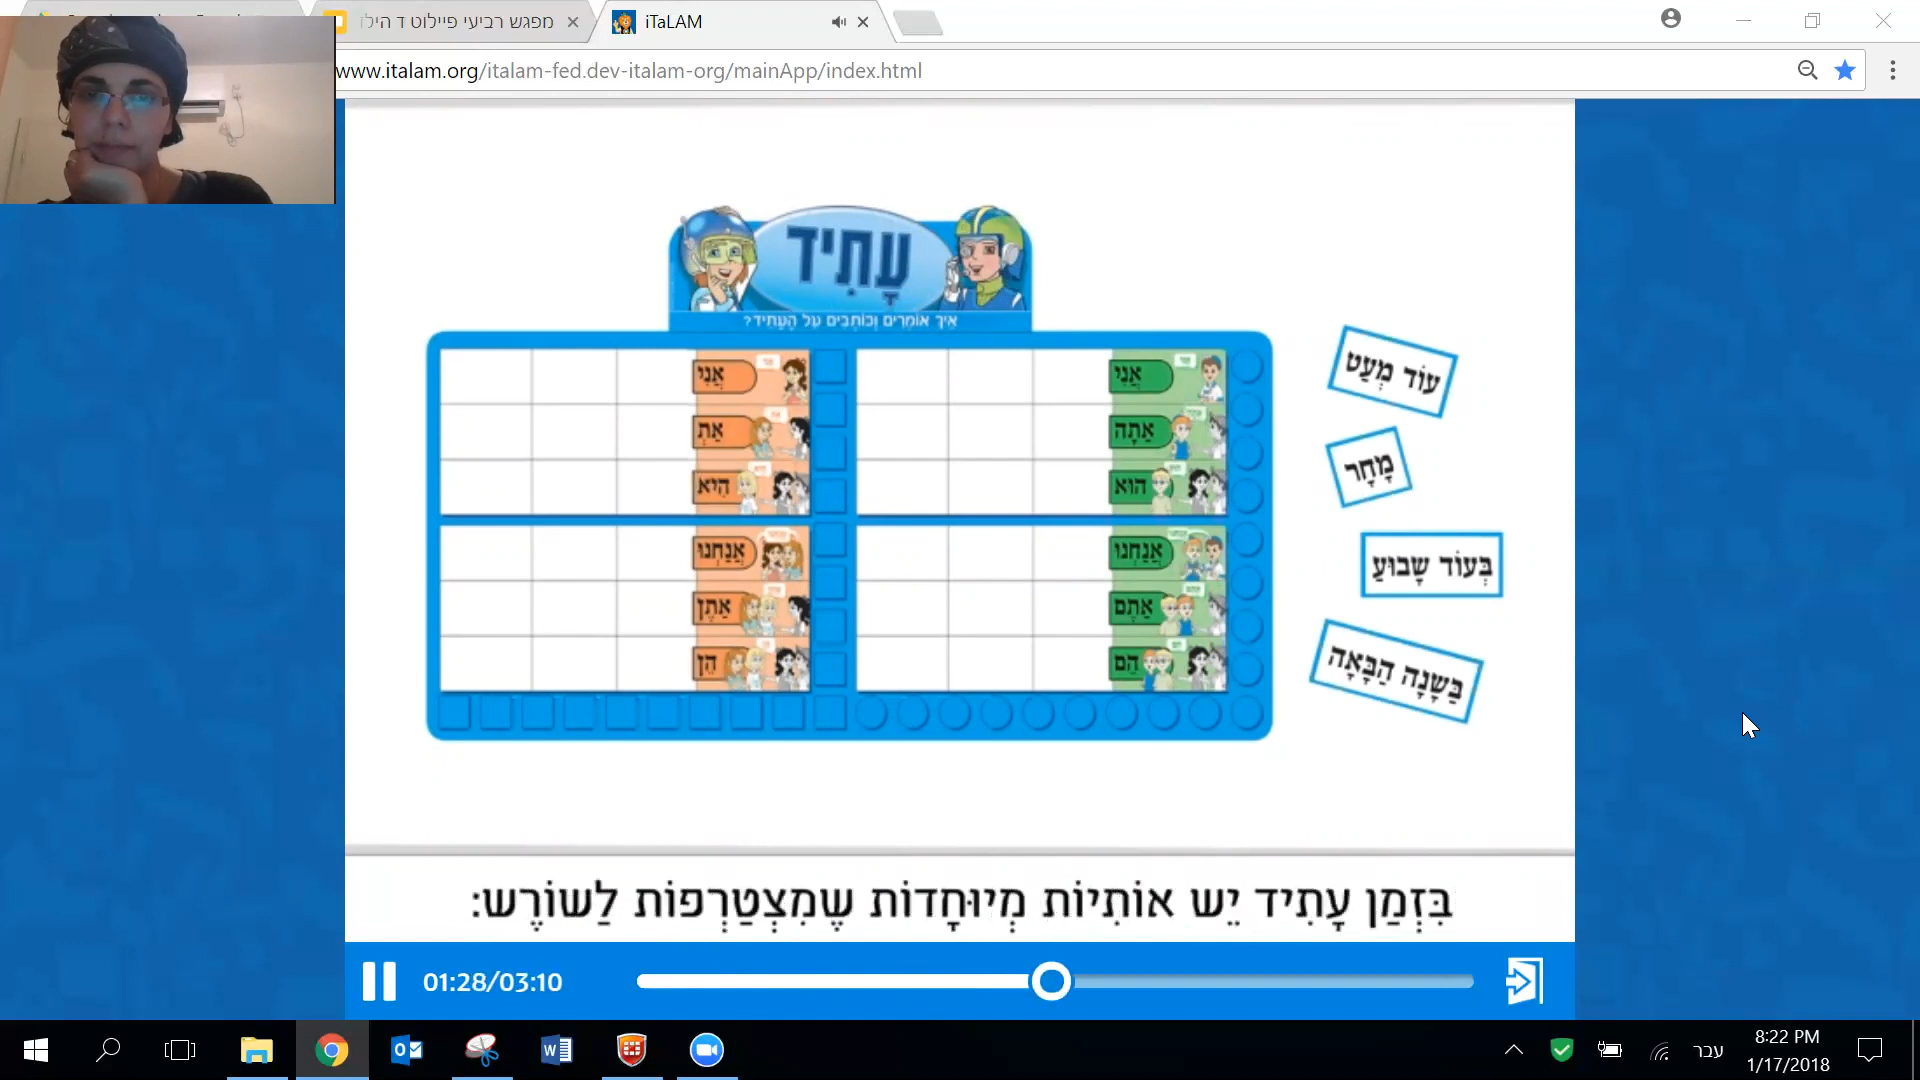 מפגש רביעי פיילוט ד הילד
iTaLAM
www.italam.org/italam-fed.dev-italam-org/mainApp/index.html
עָתִיד
אֵיךְ אוֹמְרִים וְכוֹתְבִים עַל הֶעָתִיד?
אֲנִי
אֲנִי
אַתָּה
אַתְּ
הוּא
הִיא
אֲנַחְנוּ
אֲנַחְנוּ
אַתֶּם
אַתֶּן
הֵם
הֵן
עוֹד מְעַט
מָחָר
בְּעוֹד שָׁבוּעַ
בַּשָּׁנָה הַבָּאָה
בִּזְמַן עָתִיד יֵשׁ אוֹתִיּוֹת מְיוּחָדוֹת שֶׁמִּצְטַרְפוֹת לַשּׁוֹרֶשׁ:
01:28/03:10
עבר
8:22 PM
1/17/2018